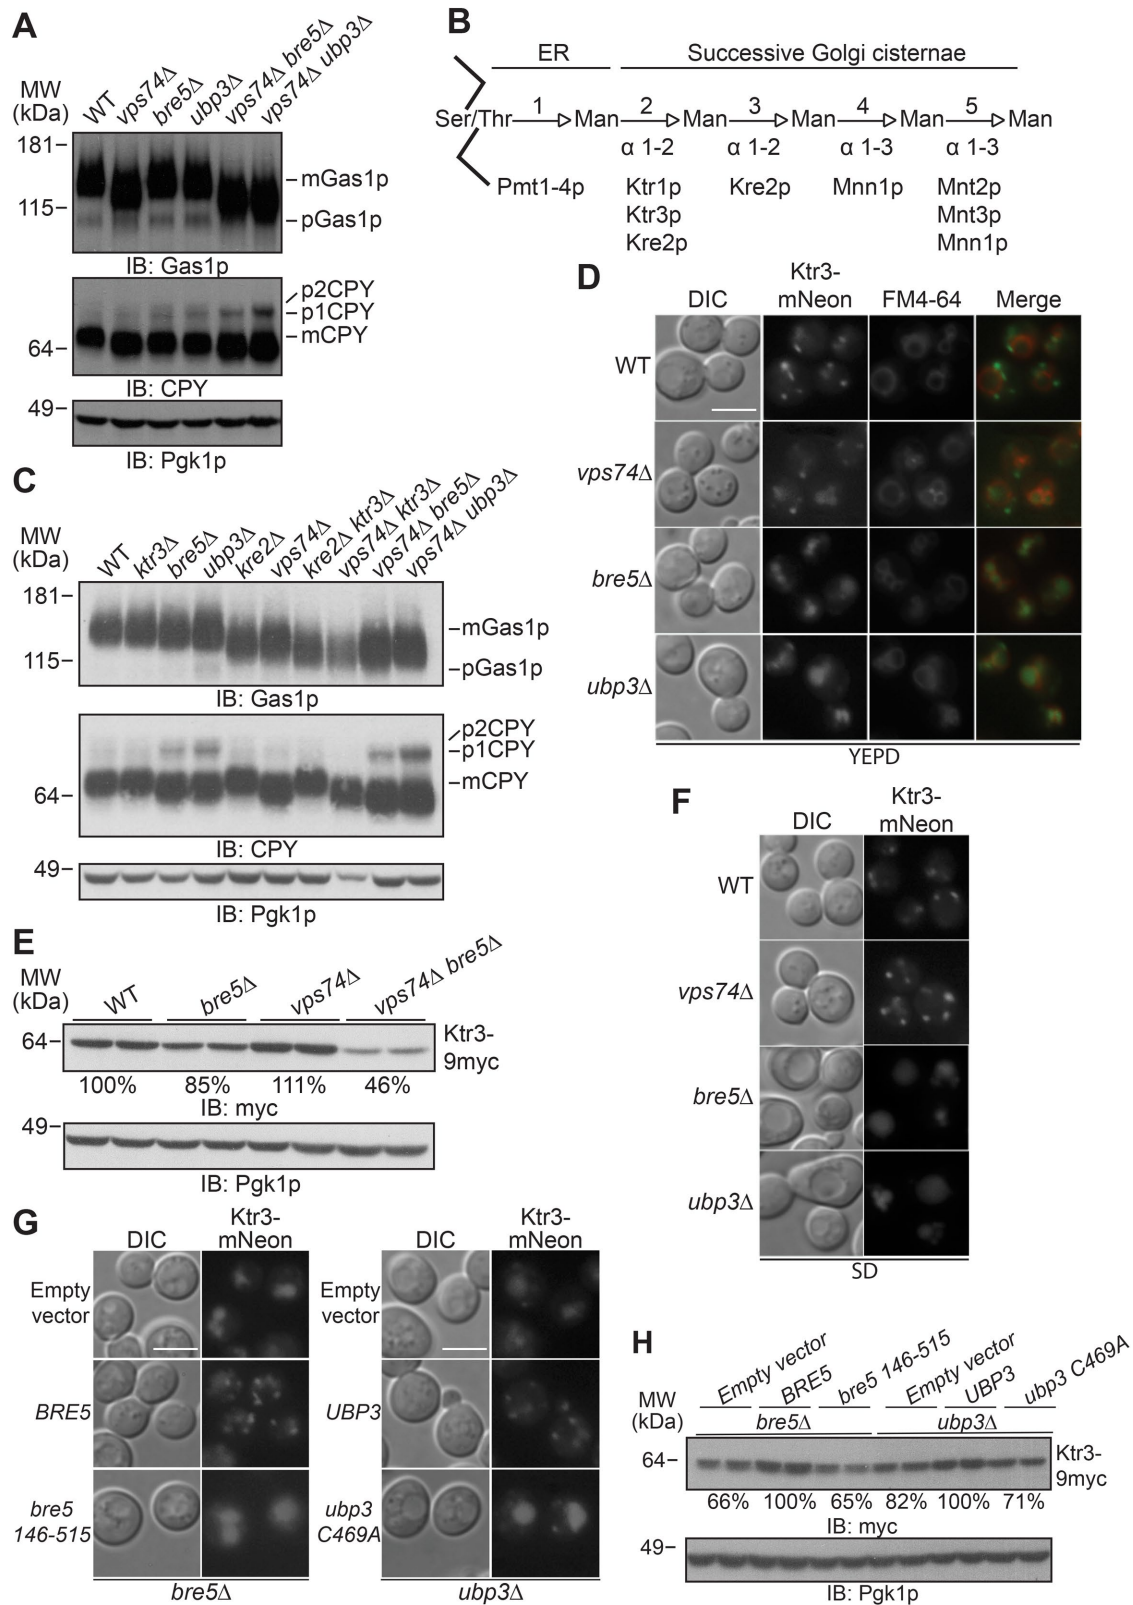 A
MW
(kDa)
WT
vps74Δ
bre5Δ
ubp3Δ
vps74Δ bre5Δ
vps74Δ ubp3Δ
181–
115–
–mGas1p
–pGas1p
IB: Gas1p
p2CPY
p1CPY
mCPY
64–
IB: CPY
49–
IB: Pgk1p
B
ER
Successive Golgi cisternae
1 2 3 4 5
Ser/Thr Man Man Man Man Man
α 1-2 α 1-2 α 1-3 α 1-3
Pmt1-4p Ktr1p Kre2p Mnn1p Mnt2p
Ktr3p Mnt3p
Kre2p Mnn1p
C
MW
(kDa)
WT
ktr3Δ
bre5Δ
ubp3Δ
kre2Δ
vps74Δ
kre2Δ ktr3Δ
vps74Δ ktr3Δ
vps74Δ bre5Δ
vps74Δ ubp3Δ
181–
115–
–mGas1p
–pGas1p
IB: Gas1p
p2CPY
–p1CPY
–mCPY
64–
IB: CPY
49–
IB: Pgk1p
D
DIC
Ktr3-
mNeon
FM4-64
Merge
WT
vps74Δ
bre5Δ
ubp3Δ
YEPD
E
MW
(kDa)
WT
bre5Δ
vps74Δ
vps74Δ bre5Δ
64–
Ktr3-
9myc
100% 85% 111% 46%
IB: myc
49–
IB: Pgk1p
F
DIC
Ktr3-
mNeon
WT
vps74Δ
bre5Δ
ubp3Δ
SD
G
DIC
Ktr3-
mNeon
Empty
vector
BRE5
bre5
146-515
bre5Δ
DIC
Ktr3-
mNeon
Empty
vector
UBP3
ubp3
C469A
ubp3Δ
H
MW
(kDa)
Empty vector
BRE5
bre5 146-515
Empty vector
UBP3
ubp3 C469A
bre5Δ
ubp3Δ
64–
Ktr3-
9myc
66% 100% 65% 82% 100% 71%
IB: myc
49–
IB: Pgk1p